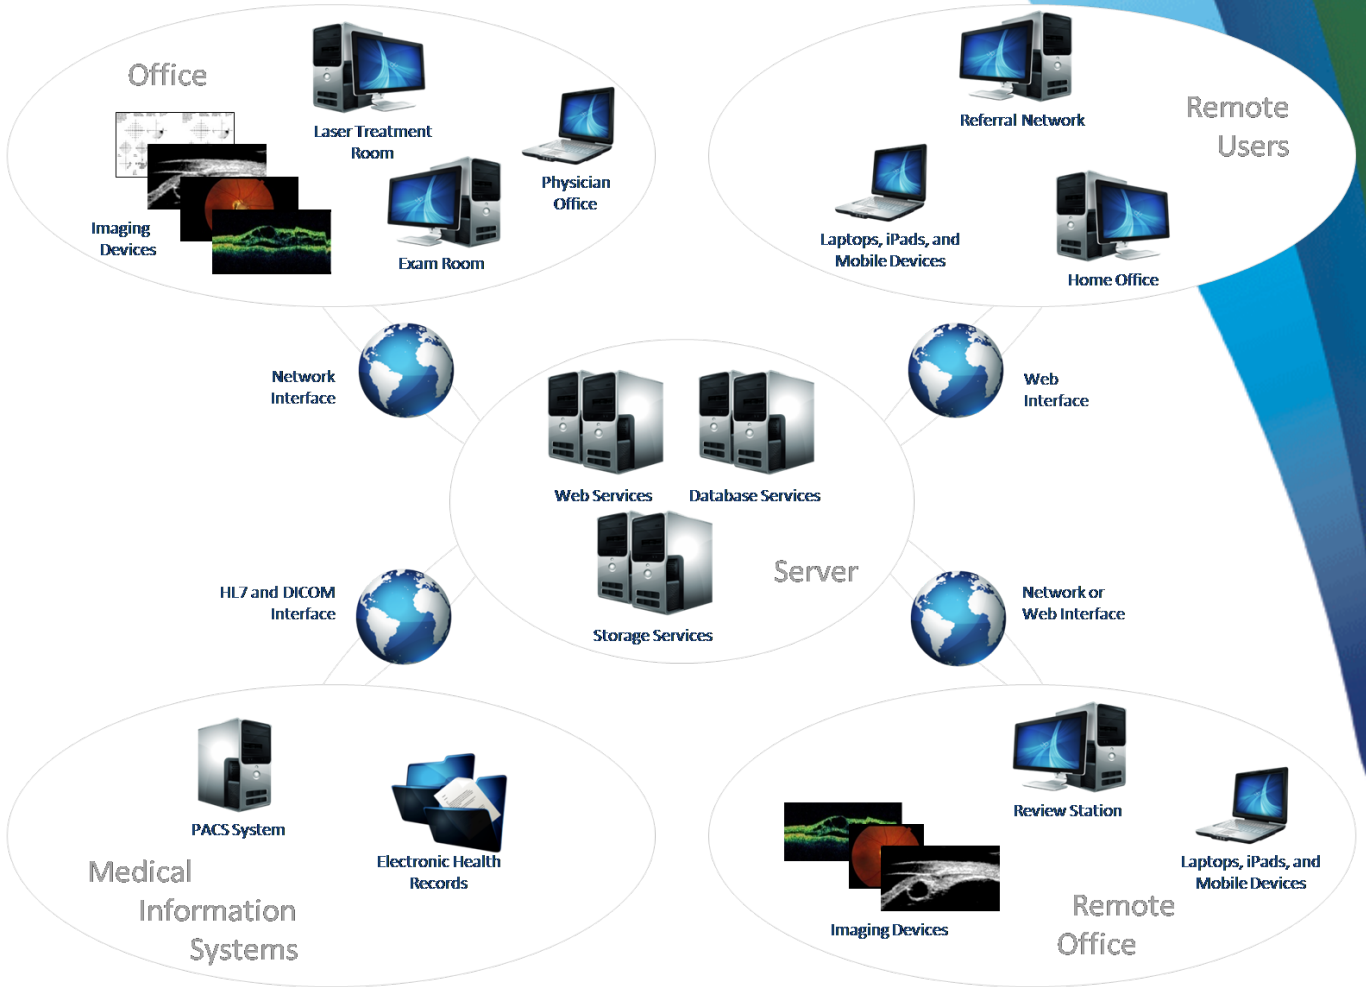 Office
Laser Treatment
Room
Physician
Office
Imaging
Devices
Exam Room
Referral Network
Remote
Users
Laptops, iPads, and
Mobile Devices
Home Office
Network
Interface
Web
Interface
Web Services
Database Services
Server
Storage Services
HL7 and DICOM
Interface
Network or
Web Interface
PACS System
Electronic Health
Records
Medical
Information
Systems
Review Station
Laptops, iPads, and
Mobile Devices
Imaging Devices
Remote
Office